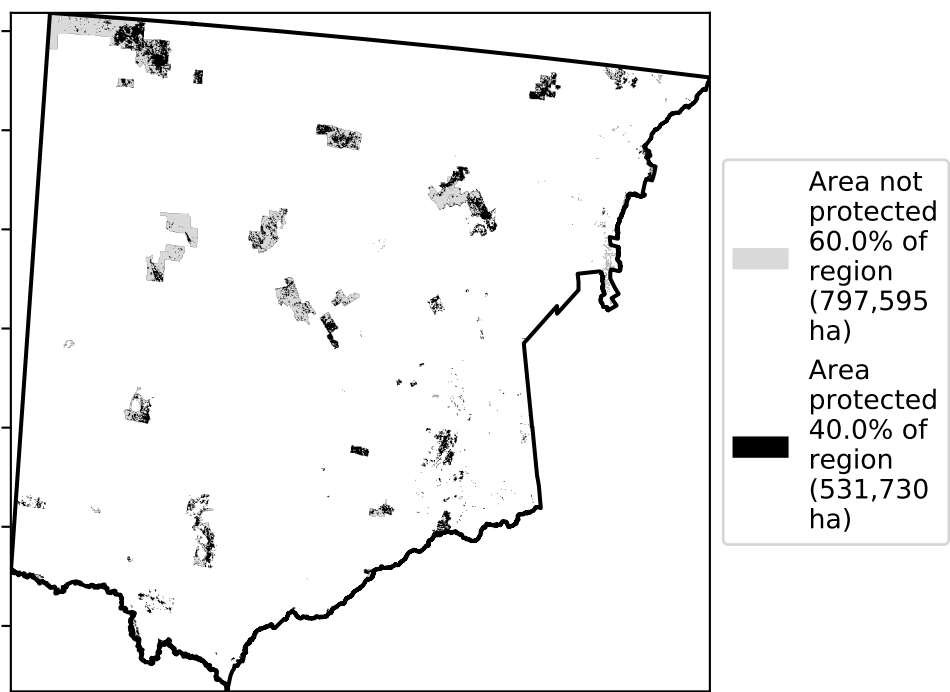 Area not
protected
60.0% of
region
(797,595
ha)
Area
protected
40.0% of
region
(531,730
ha)